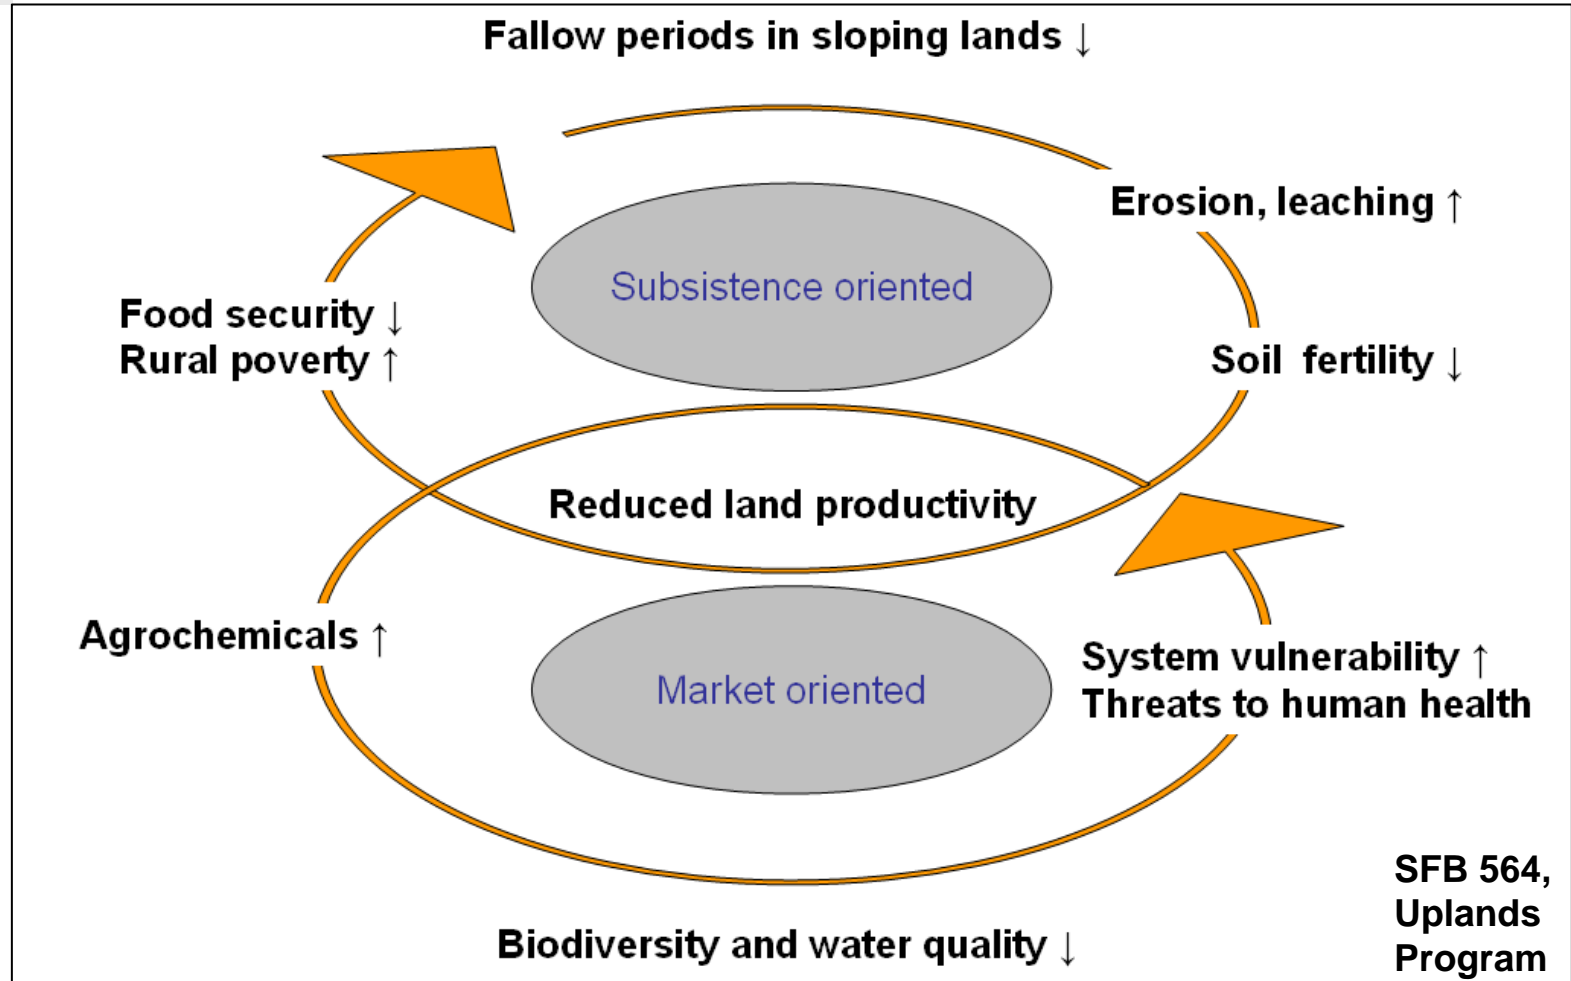 Fallow periods in sloping lands ↓
Erosion, leaching ↑
Subsistence oriented
Food security ↓
Rural poverty ↑
Soil fertility ↓
Reduced land productivity
Agrochemicals ↑
System vulnerability ↑
Threats to human health
Market oriented
Biodiversity and water quality ↓
SFB 564,
Uplands
Program